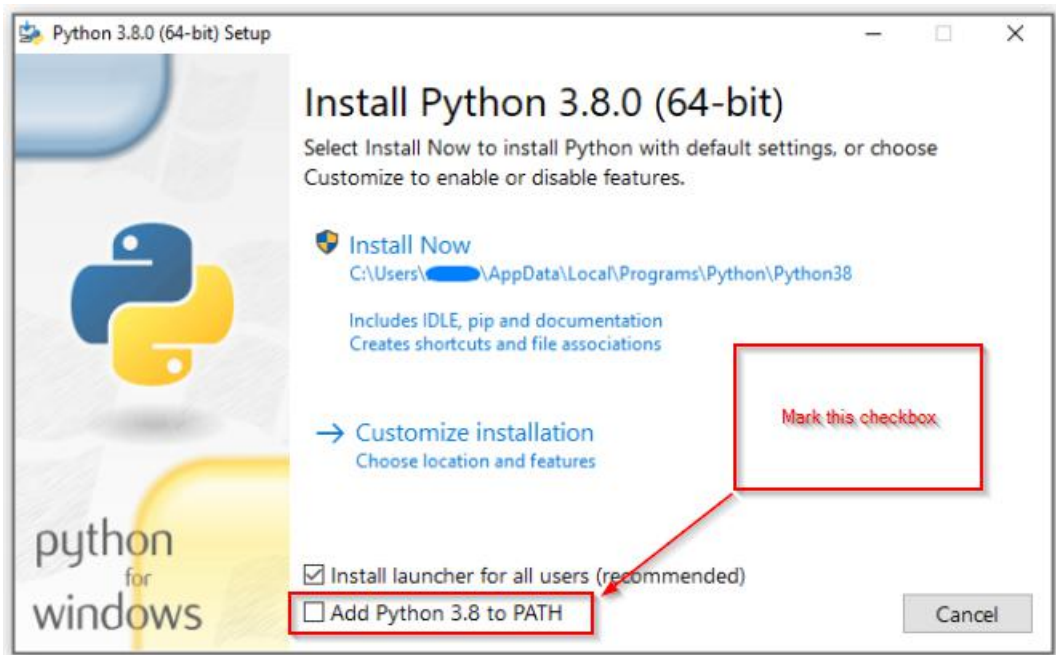 Python 3.8.0 (64-bit) Setup
Install Python 3.8.0 (64-bit)
Select Install Now to install Python with default settings, or choose
Customize to enable or disable features.
Install Now
C:\Users\ \AppData\Local\Programs\Python\Python38
Includes IDLE, pip and documentation
Creates shortcuts and file associations
Mark this checkbox
Customize installation
Choose location and features
python
for
windows
Install launcher for all users (recommended)
Add Python 3.8 to PATH
Cancel